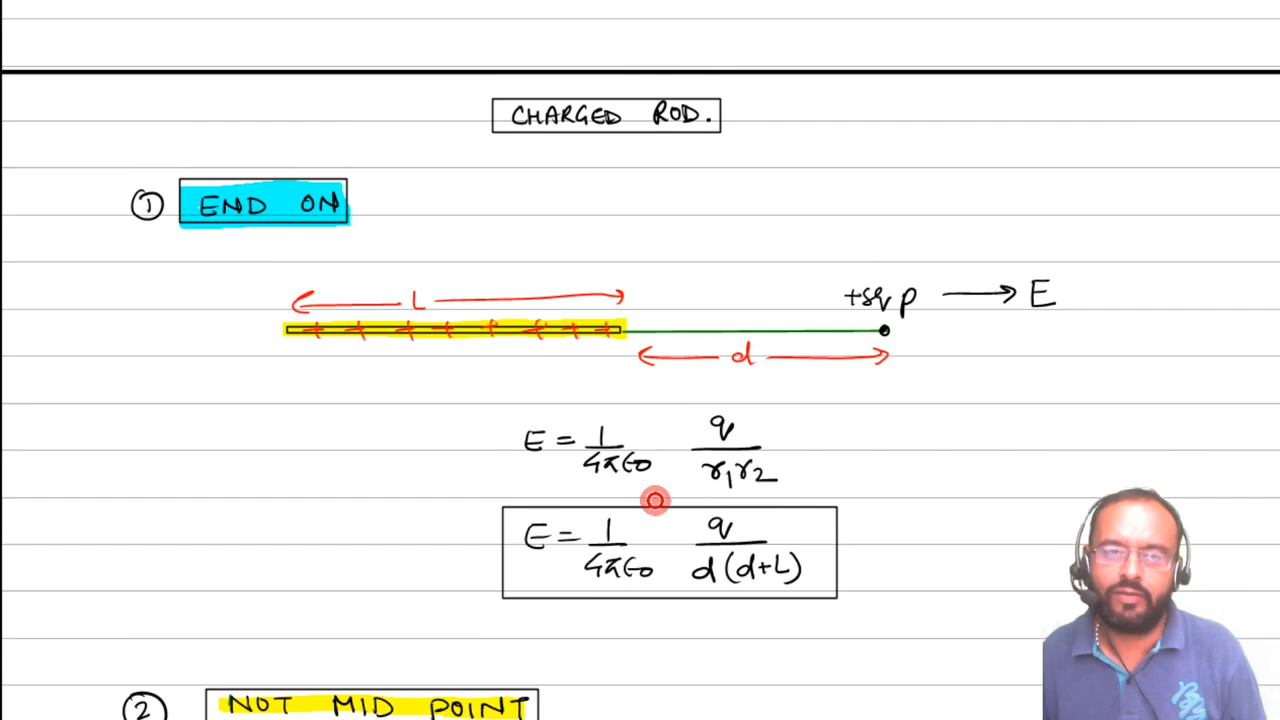 CHARGED ROD.
① END ON
L
+sq p → E
d
E = 1/4πϵ0 q/r1r2
E = 1/4πϵ0 q/d(d+L)
② NOT MID POINT